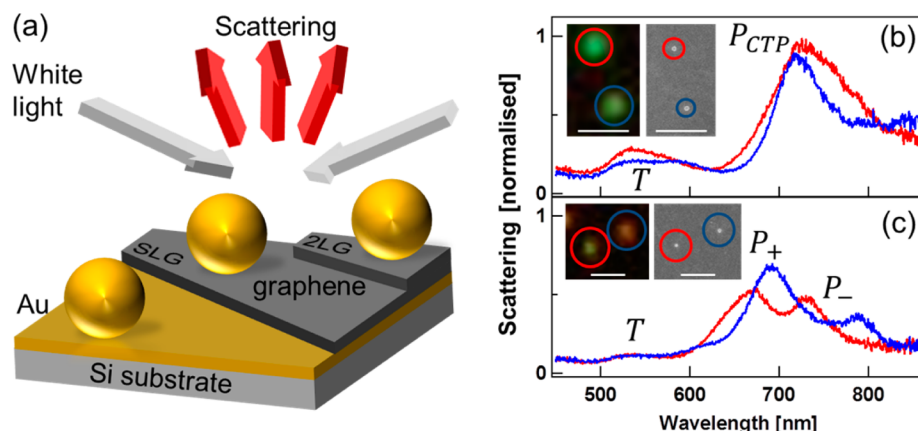 (a)
Scattering
White
light
SLG
2LG
graphene
Au
Si substrate
Scattering [normalised]
1
0
(b)
P_CTP
T
1
0
(c)
P_+
P_-
T
500 600 700 800
Wavelength [nm]